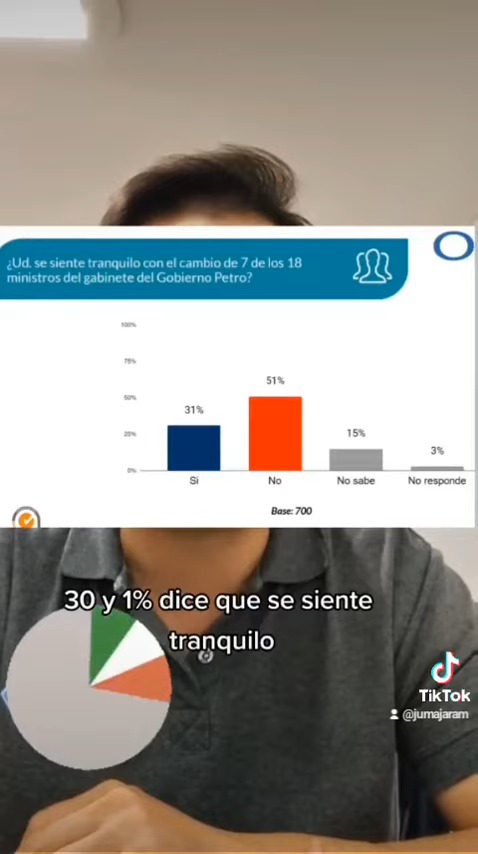 ¿Ud. se siente tranquilo con el cambio de 7 de los 18
ministros del gabinete del Gobierno Petro?
100%
75%
51%
50%
31%
25%
15%
3%
0%
Si
No
No sabe
No responde
Base: 700
30 y 1% dice que se siente
tranquilo
TikTok
@jumajaram